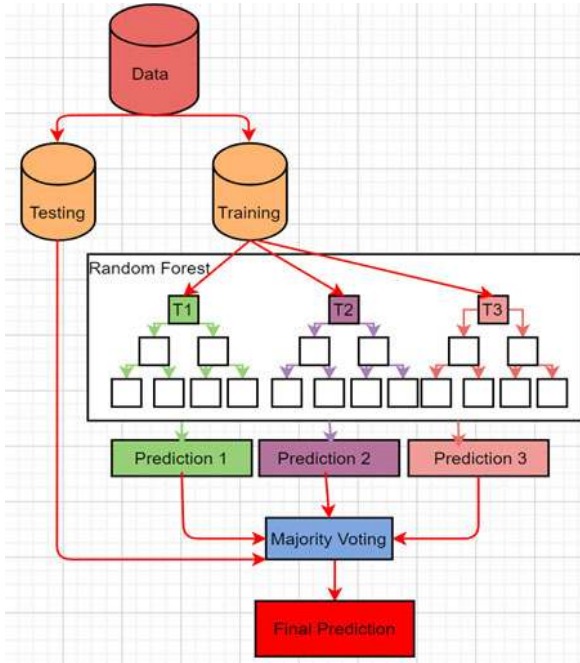 Data
Testing
Training
Random Forest
T1
T2
T3
Prediction 1
Prediction 2
Prediction 3
Majority Voting
Final Prediction